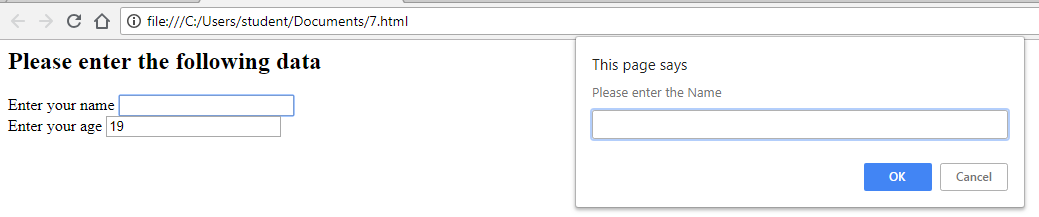 file:///C:/Users/student/Documents/7.html
Please enter the following data
Enter your name
Enter your age 19
This page says
Please enter the Name
OK Cancel